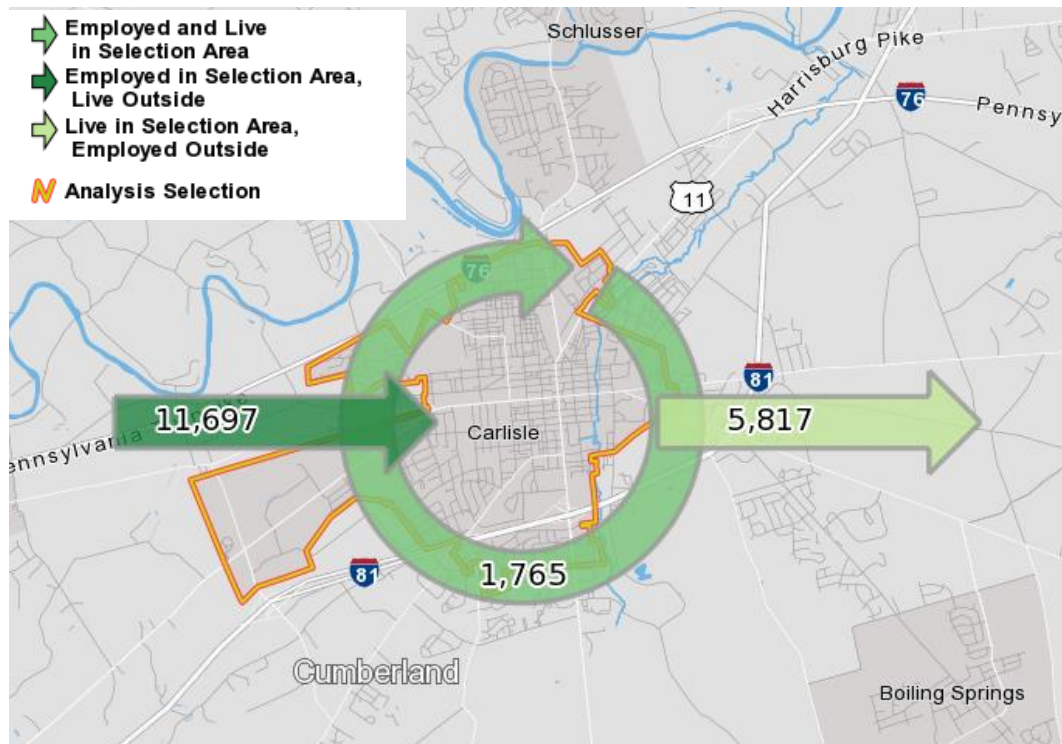 Employed and Live
in Selection Area
Employed in Selection Area,
Live Outside
Live in Selection Area,
Employed Outside
Analysis Selection
Schlusser
Harrisburg Pike
76
Pennsy
11
76
81
11,697
5,817
Carlisle
ennsylvania
81
1,765
Cumberland
Boiling Springs